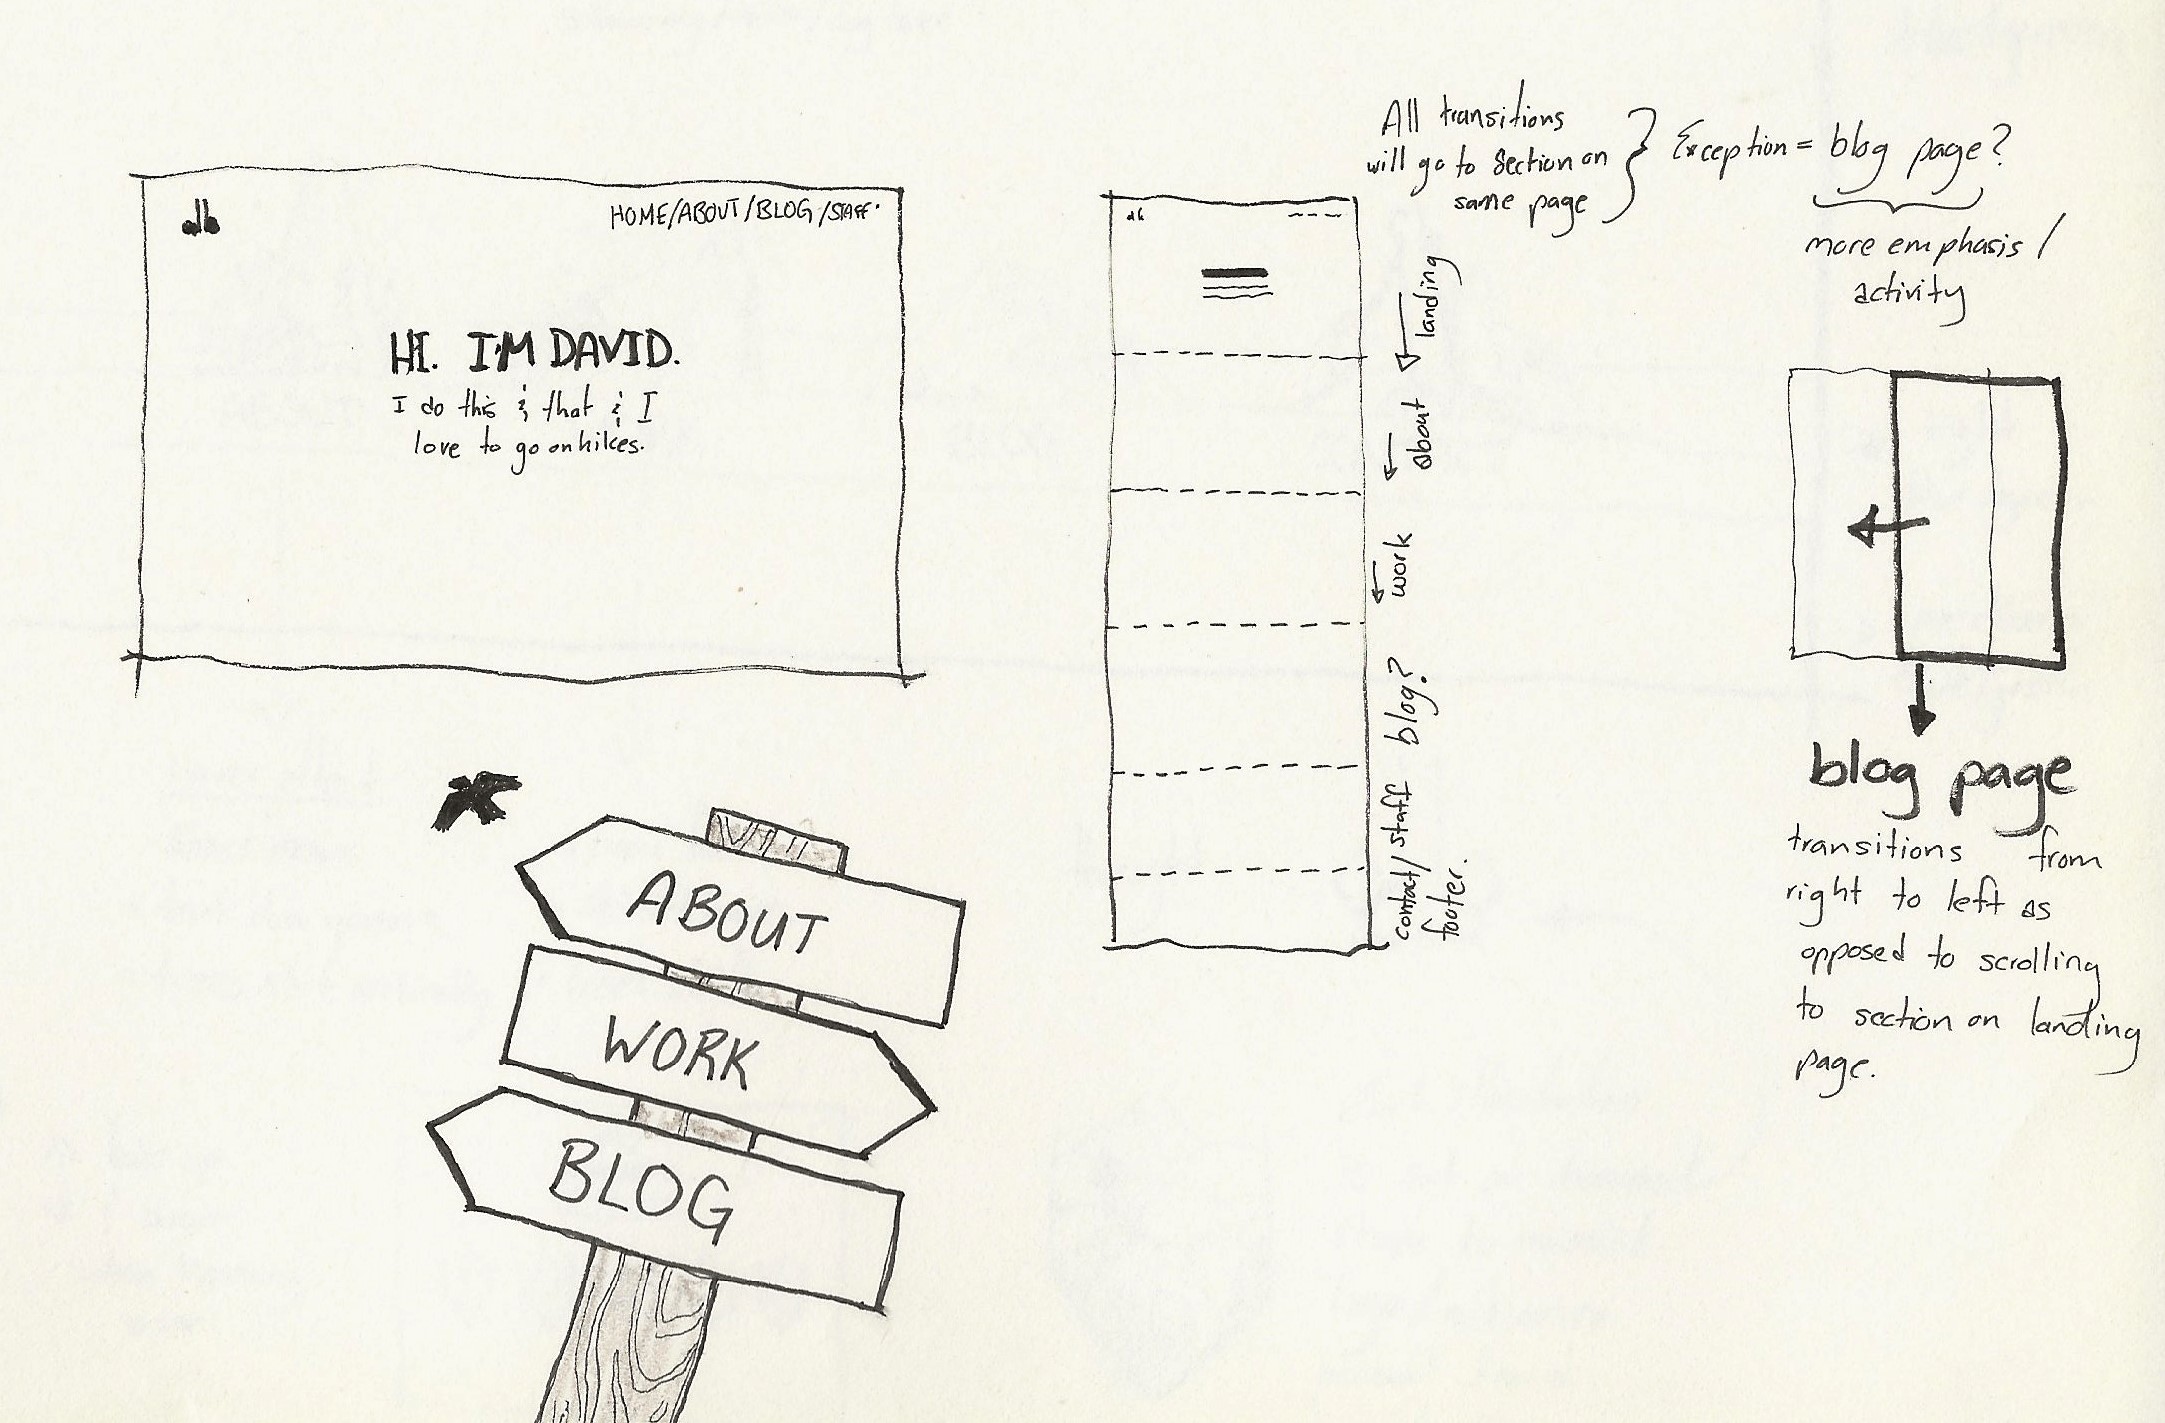 db
HOME/ABOUT/BLOG/STAFF.
HI. I'M DAVID.
I do this & that & I
love to go on hikes.
ABOUT
WORK
BLOG
db
landing
about
work
blog?
staff
contact/
footer.
All transitions
will go to section on
same page
Exception = blog page?
more emphasis /
activity
blog page
transitions from
right to left as
opposed to scrolling
to section on landing
page.